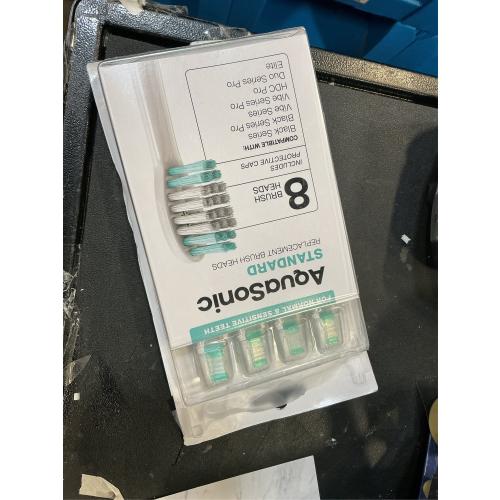 FOR NORMAL & SENSITIVE TEETH
AquaSonic
STANDARD
REPLACEMENT BRUSH HEADS
8 BRUSH
HEADS
INCLUDES
PROTECTIVE CAPS
COMPATIBLE WITH:
Black Series
Black Series Pro
Vibe Series
Vibe Series Pro
HDC Pro
Duo Series Pro
Elite